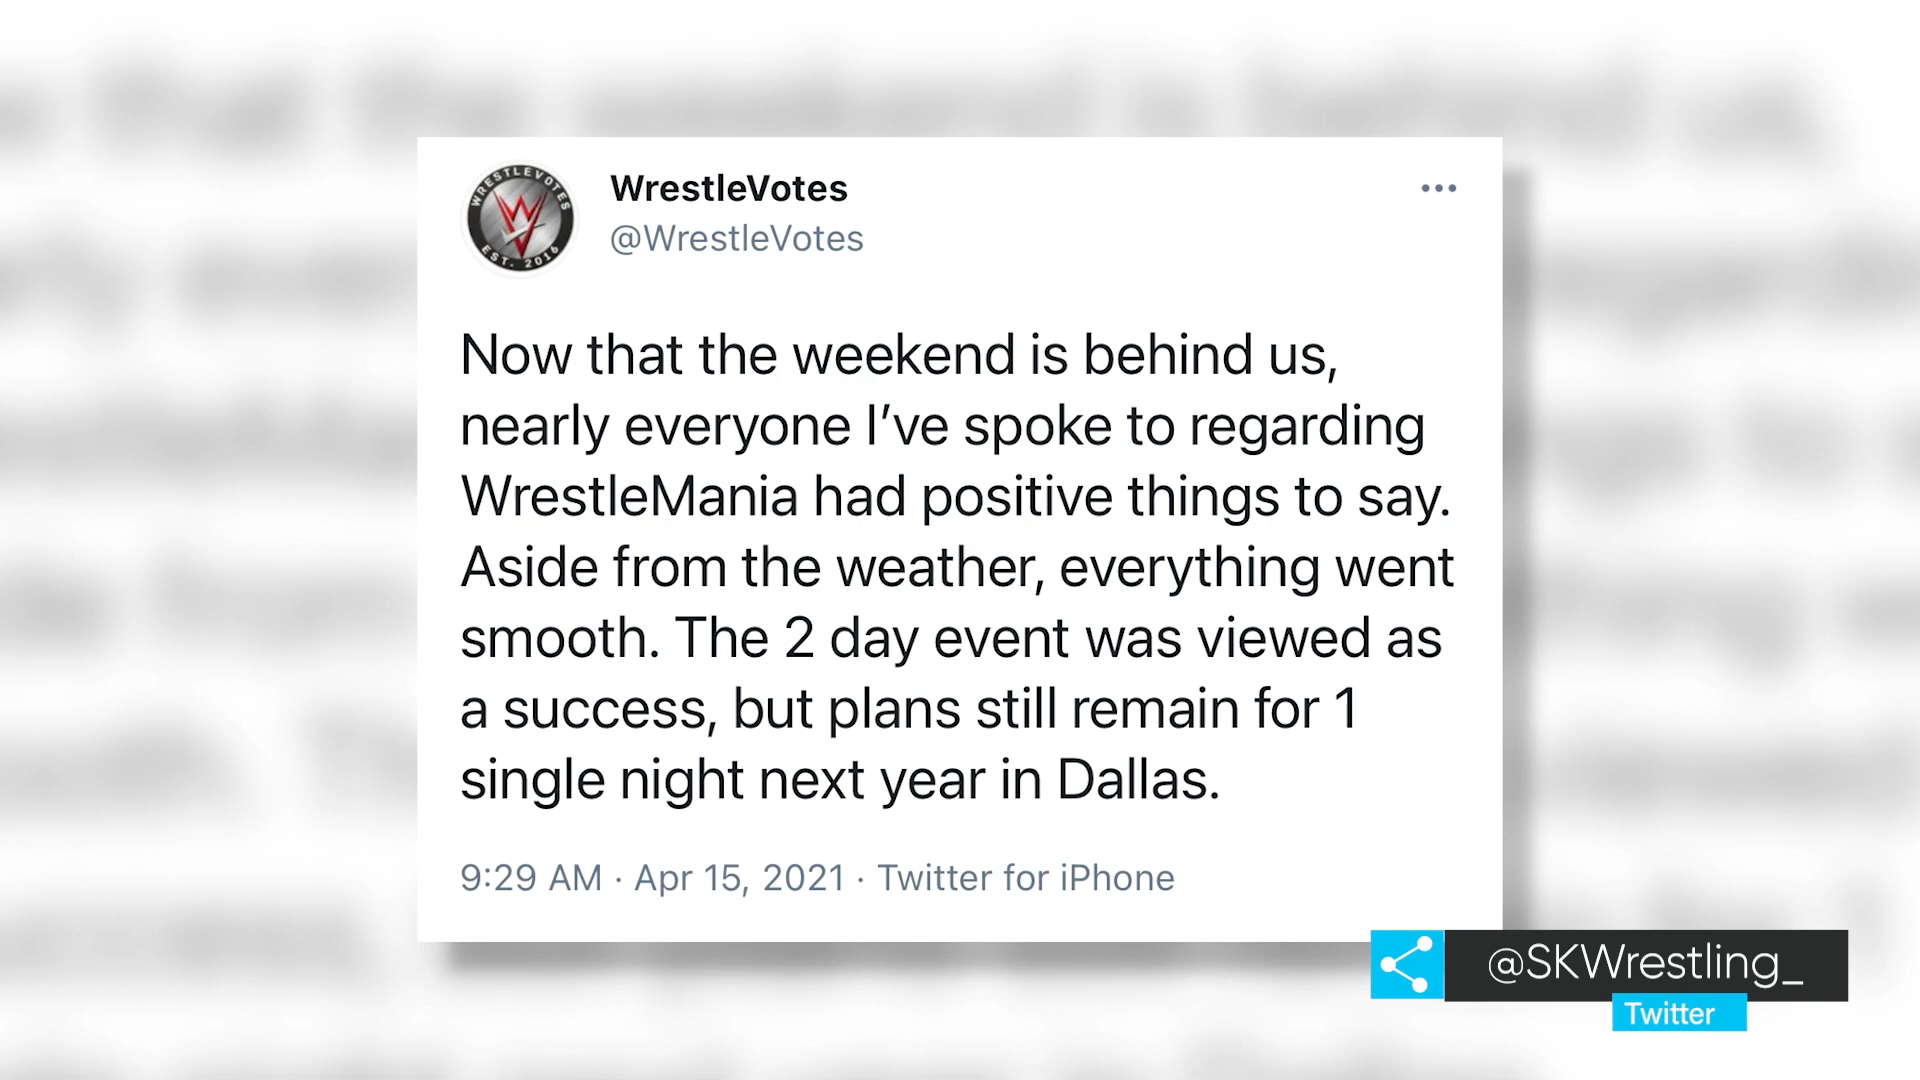 WRESTLEVOTES
EST. 2016
WrestleVotes
@WrestleVotes
Now that the weekend is behind us,
nearly everyone I’ve spoke to regarding
WrestleMania had positive things to say.
Aside from the weather, everything went
smooth. The 2 day event was viewed as
a success, but plans still remain for 1
single night next year in Dallas.
9:29 AM · Apr 15, 2021 · Twitter for iPhone
@SKWrestling_
Twitter